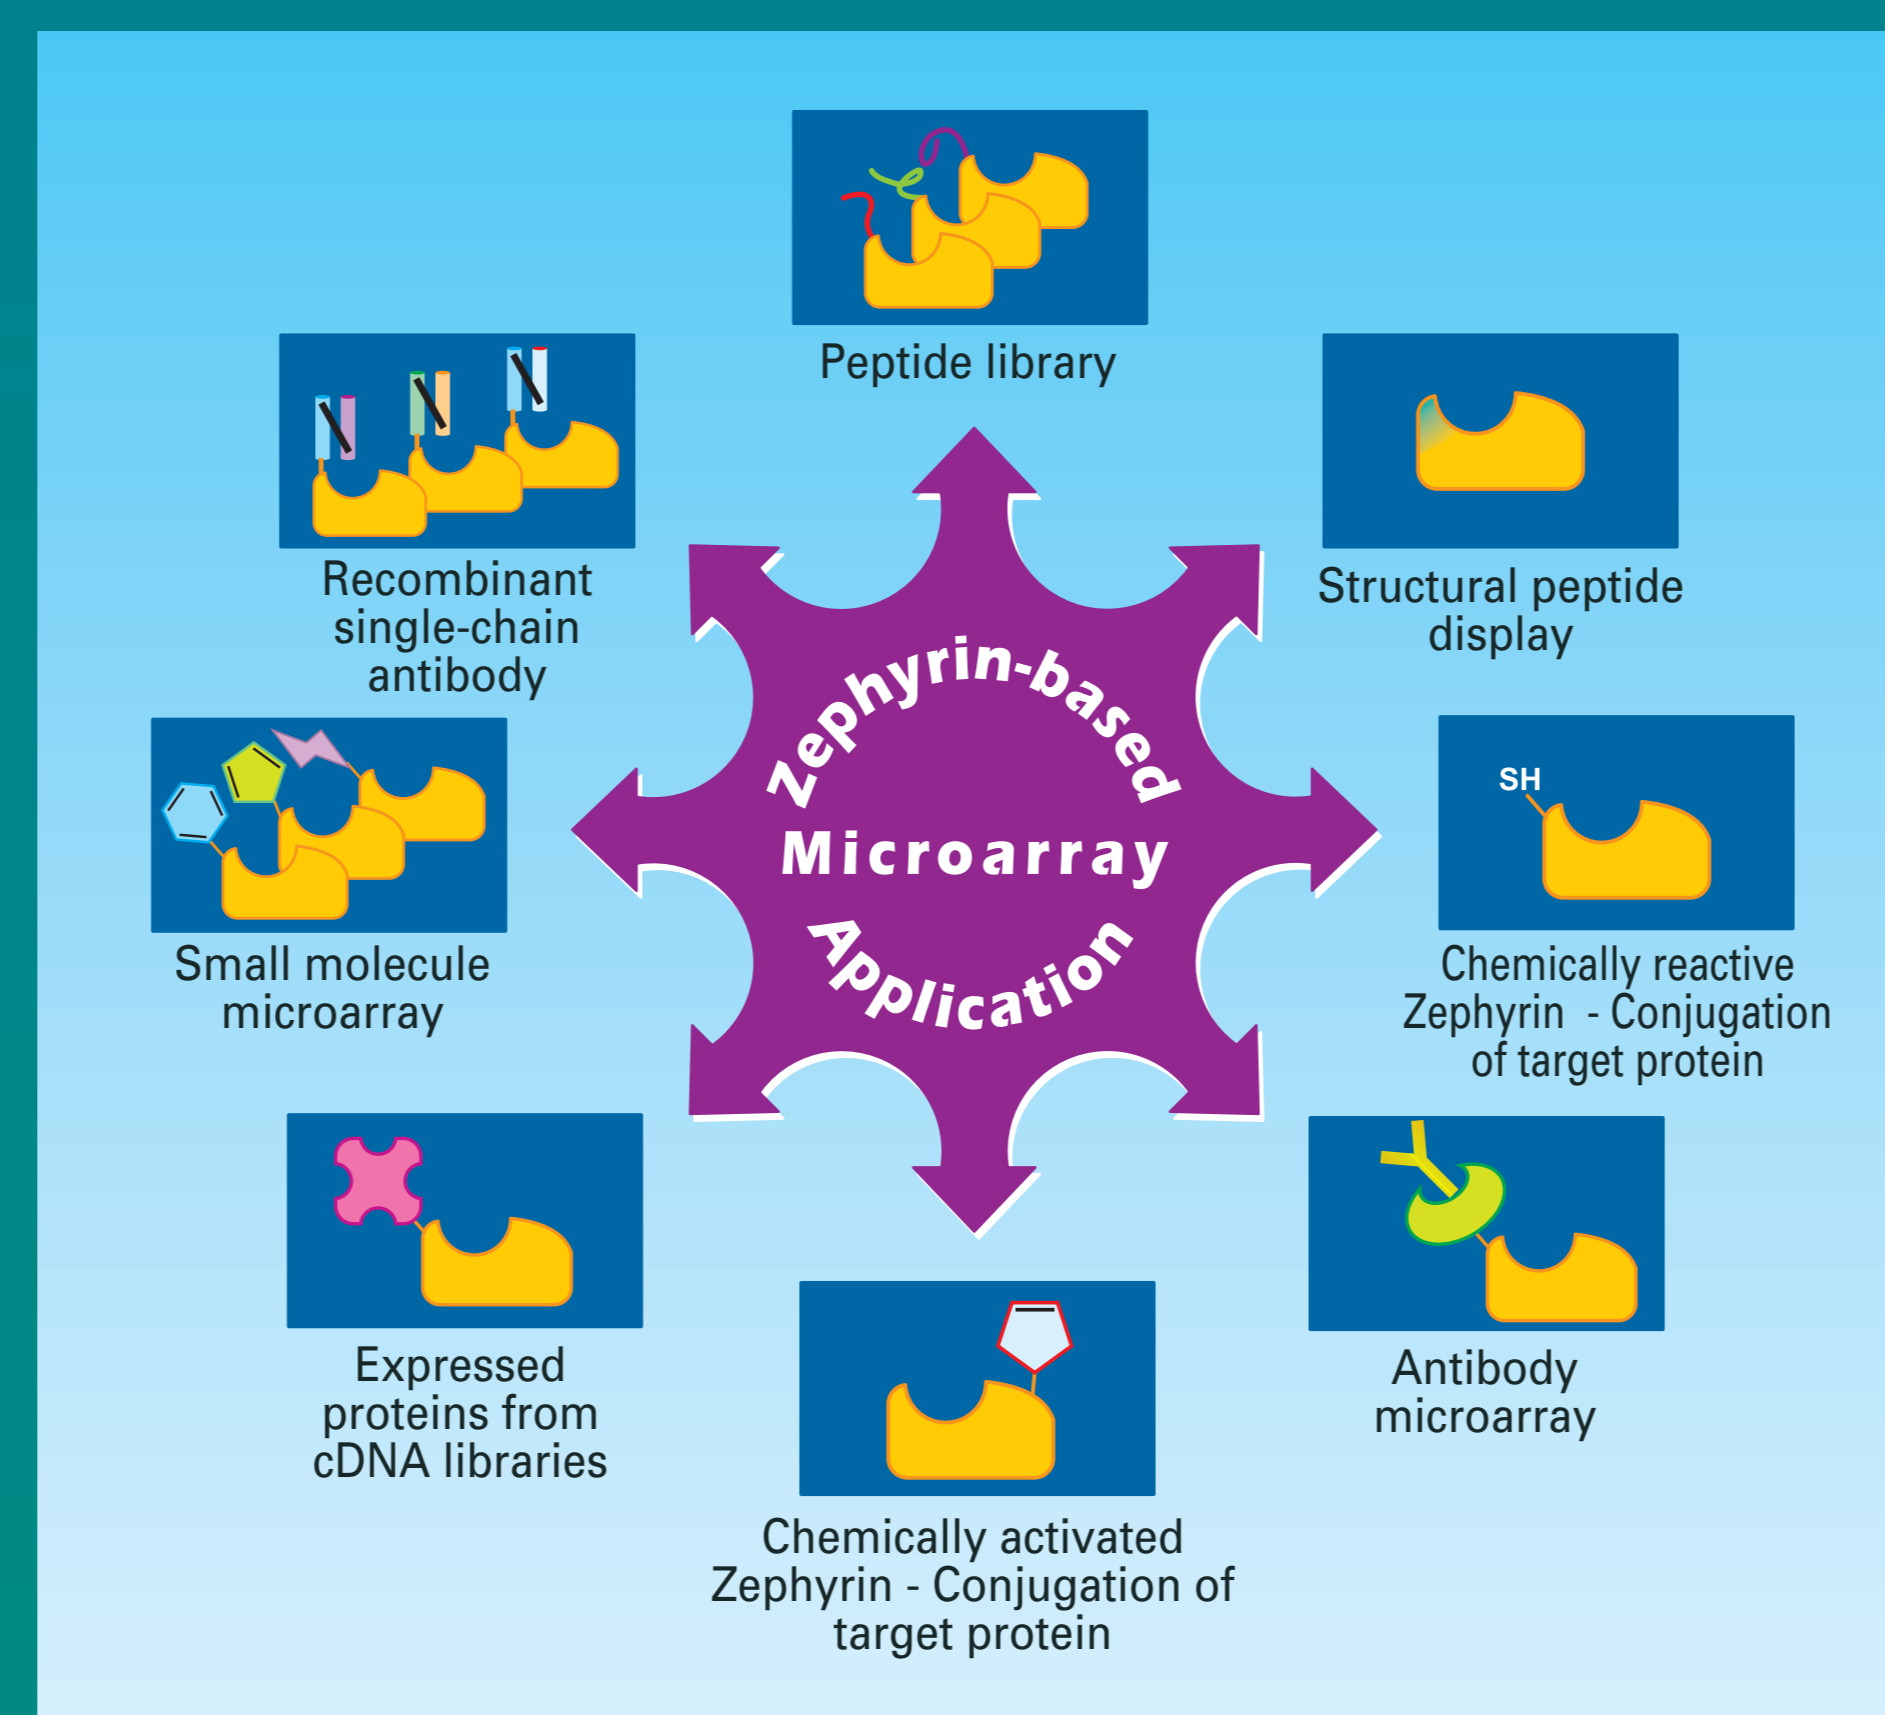 Peptide library
Recombinant
single-chain
antibody
Structural peptide
display
Zephyrin-based
Microarray
Application
SH
Small molecule
microarray
Chemically reactive
Zephyrin - Conjugation
of target protein
Expressed
proteins from
cDNA libraries
Antibody
microarray
Chemically activated
Zephyrin - Conjugation of
target protein